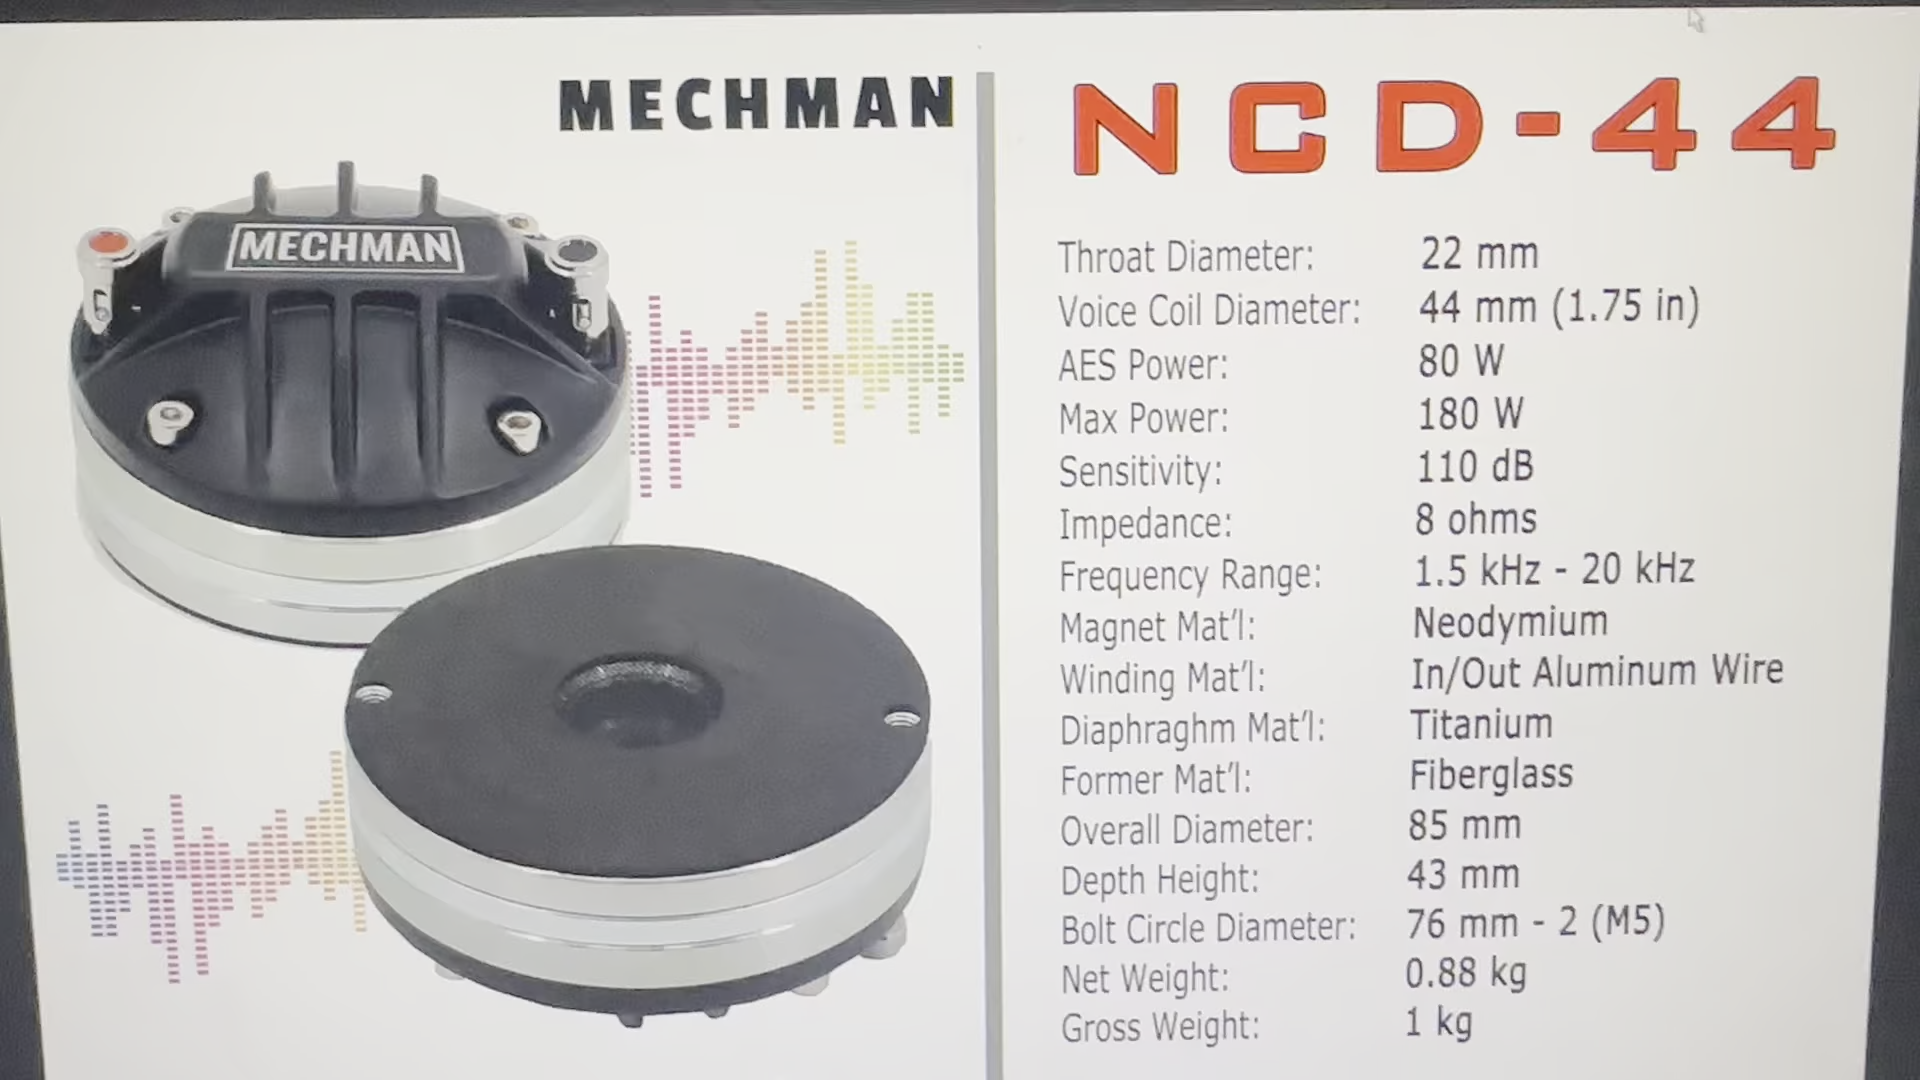 MECHMAN
NCD-44
MECHMAN
Throat Diameter: 22 mm
Voice Coil Diameter: 44 mm (1.75 in)
AES Power: 80 W
Max Power: 180 W
Sensitivity: 110 dB
Impedance: 8 ohms
Frequency Range: 1.5 kHz - 20 kHz
Magnet Mat'l: Neodymium
Winding Mat'l: In/Out Aluminum Wire
Diaphraghm Mat'l: Titanium
Former Mat'l: Fiberglass
Overall Diameter: 85 mm
Depth Height: 43 mm
Bolt Circle Diameter: 76 mm - 2 (M5)
Net Weight: 0.88 kg
Gross Weight: 1 kg